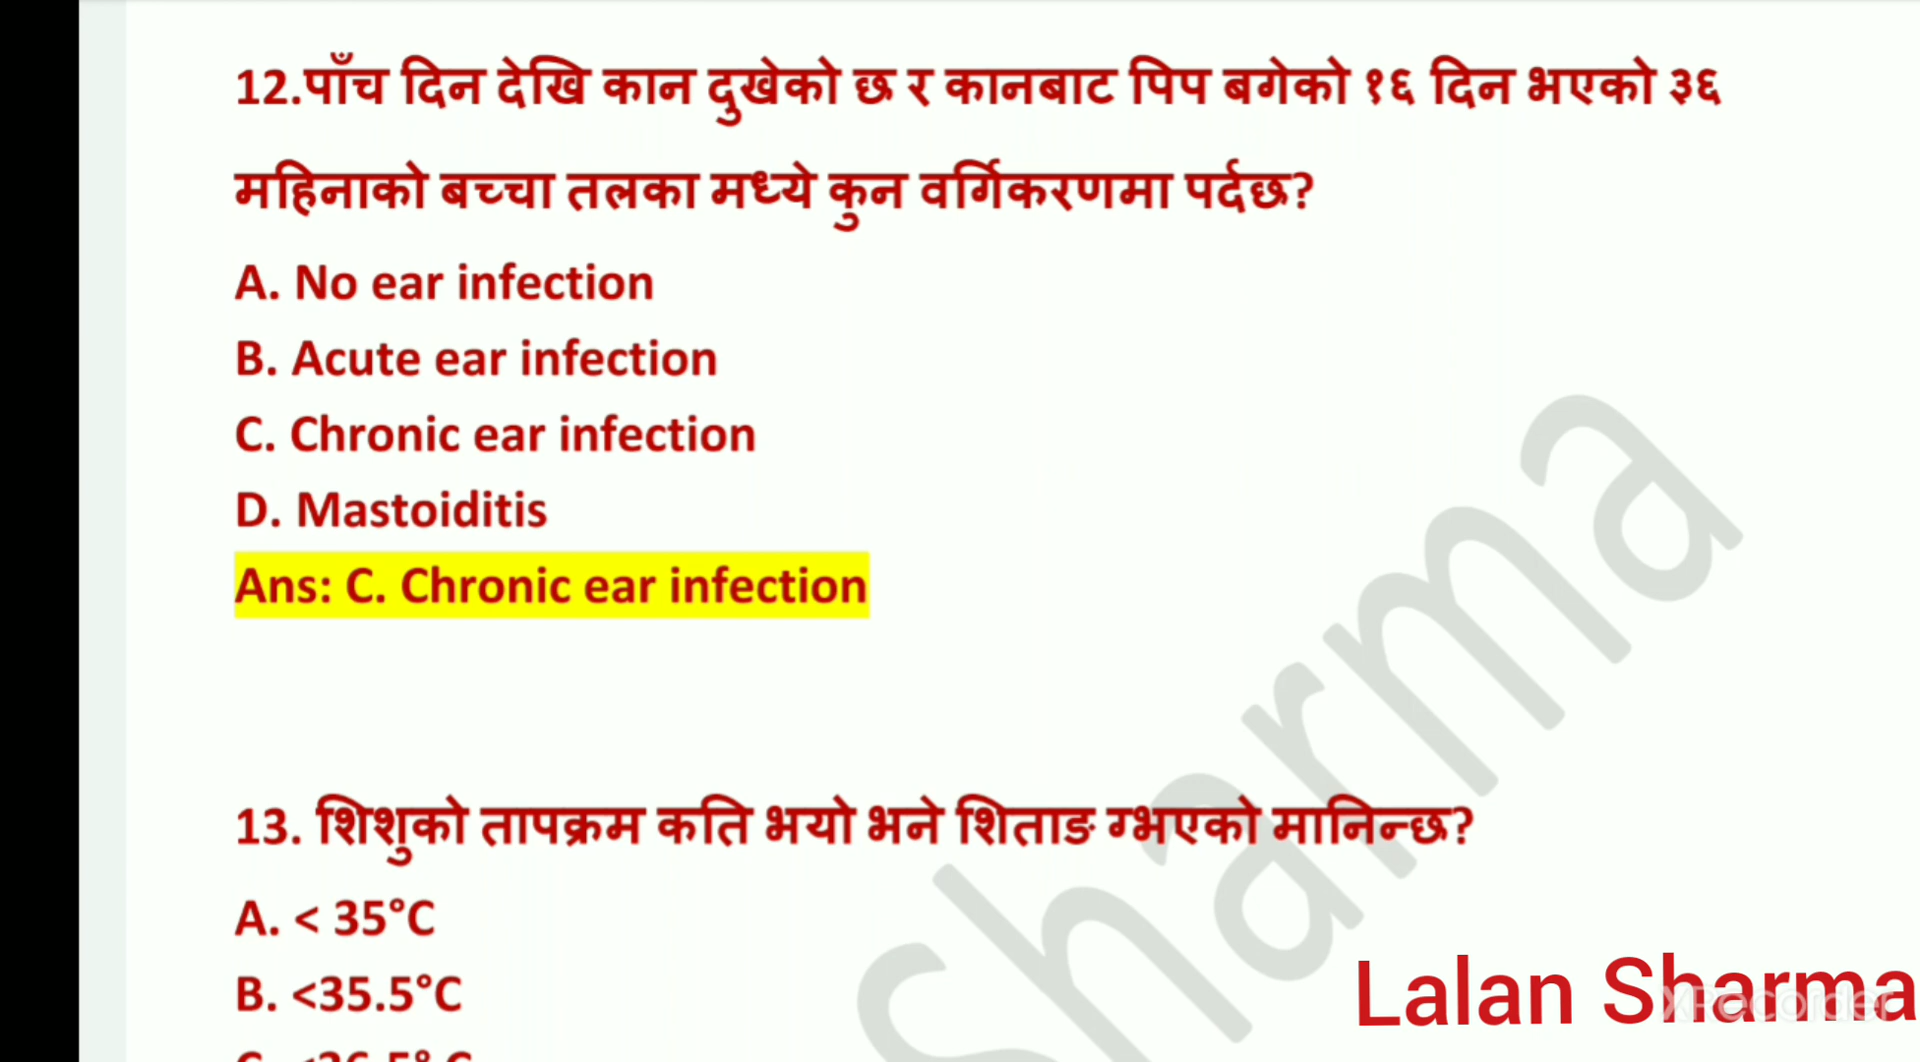 12.पाँच दिन देखि कान दुखेको छ र कानबाट पिप बगेको १६ दिन भएको ३६
महिनाको बच्चा तलका मध्ये कुन वर्गिकरणमा पर्दछ?
A. No ear infection
B. Acute ear infection
C. Chronic ear infection
D. Mastoiditis
Ans: C. Chronic ear infection
13. शिशुको तापक्रम कति भयो भने शिताङ ग्भएको मानिन्छ?
A. < 35°C
B. <35.5°C
Sharma
Lalan Sharma
XRecorder